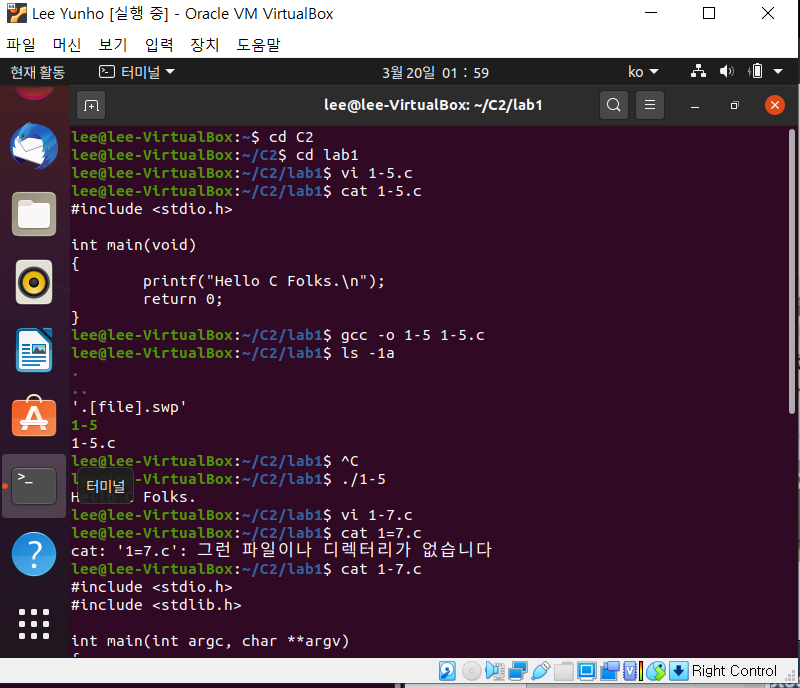 Lee Yunho [실행 중] - Oracle VM VirtualBox
파일 머신 보기 입력 장치 도움말
현재 활동 터미널 3월 20일 01 : 59 ko
lee@lee-VirtualBox: ~/C2/lab1
lee@lee-VirtualBox:~$ cd C2
lee@lee-VirtualBox:~/C2$ cd lab1
lee@lee-VirtualBox:~/C2/lab1$ vi 1-5.c
lee@lee-VirtualBox:~/C2/lab1$ cat 1-5.c
#include <stdio.h>
int main(void)
{
printf("Hello C Folks.\n");
return 0;
}
lee@lee-VirtualBox:~/C2/lab1$ gcc -o 1-5 1-5.c
lee@lee-VirtualBox:~/C2/lab1$ ls -1a
.
..
'.[file].swp'
1-5
1-5.c
lee@lee-VirtualBox:~/C2/lab1$ ^C
lee@lee-VirtualBox:~/C2/lab1$ ./1-5
터미널
Hello C Folks.
lee@lee-VirtualBox:~/C2/lab1$ vi 1-7.c
lee@lee-VirtualBox:~/C2/lab1$ cat 1=7.c
cat: '1=7.c': 그런 파일이나 디렉터리가 없습니다
lee@lee-VirtualBox:~/C2/lab1$ cat 1-7.c
#include <stdio.h>
#include <stdlib.h>
int main(int argc, char **argv)
{
Right Control